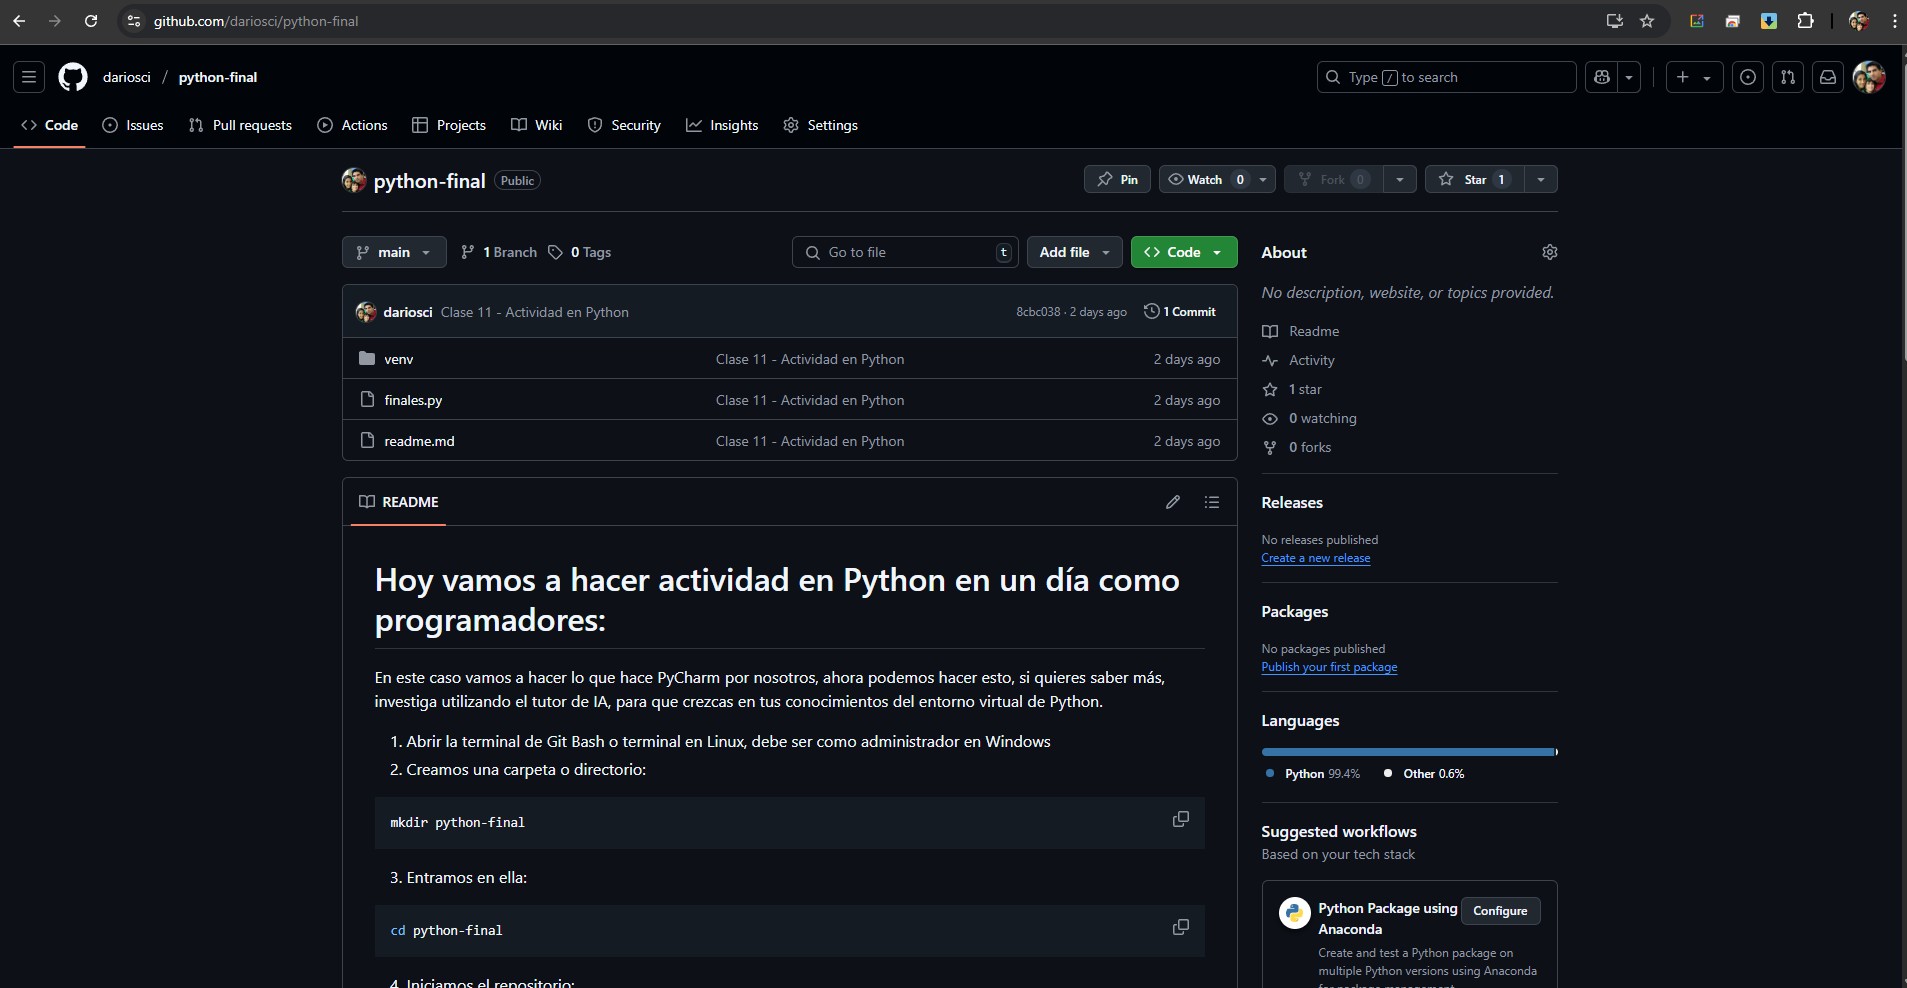 github.com/dariosci/python-final
dariosci / python-final
Type / to search
Code Issues Pull requests Actions Projects Wiki Security Insights Settings
python-final Public
Pin Watch 0 Fork 0 Star 1
main 1 Branch 0 Tags Go to file t Add file Code
dariosci Clase 11 - Actividad en Python 8cbc038 · 2 days ago 1 Commit
venv Clase 11 - Actividad en Python 2 days ago
finales.py Clase 11 - Actividad en Python 2 days ago
readme.md Clase 11 - Actividad en Python 2 days ago
README
Hoy vamos a hacer actividad en Python en un día como
programadores:
En este caso vamos a hacer lo que hace PyCharm por nosotros, ahora podemos hacer esto, si quieres saber más,
investiga utilizando el tutor de IA, para que crezcas en tus conocimientos del entorno virtual de Python.
1. Abrir la terminal de Git Bash o terminal en Linux, debe ser como administrador en Windows
2. Creamos una carpeta o directorio:
mkdir python-final
3. Entramos en ella:
cd python-final
4. Iniciamos el repositorio:
About
No description, website, or topics provided.
Readme
Activity
1 star
0 watching
0 forks
Releases
No releases published
Create a new release
Packages
No packages published
Publish your first package
Languages
Python 99.4% Other 0.6%
Suggested workflows
Based on your tech stack
Python Package using
Anaconda
Configure
Create and test a Python package on
multiple Python versions using Anaconda
for package management.